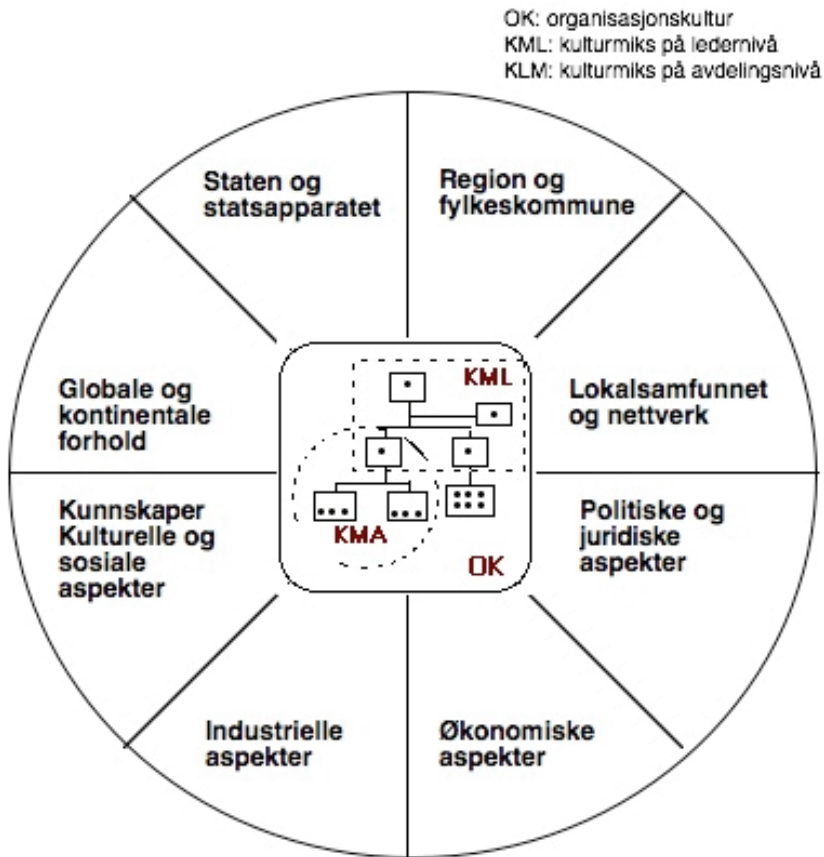 OK: organisasjonskultur
KML: kulturmiks på ledernivå
KLM: kulturmiks på avdelingsnivå
Staten og
statsapparatet
Region og
fylkeskommune
Globale og
kontinentale
forhold
KML
Lokalsamfunnet
og nettverk
Kunnskaper
Kulturelle og
sosiale
aspekter
KMA
OK
Politiske og
juridiske
aspekter
Industrielle
aspekter
Økonomiske
aspekter